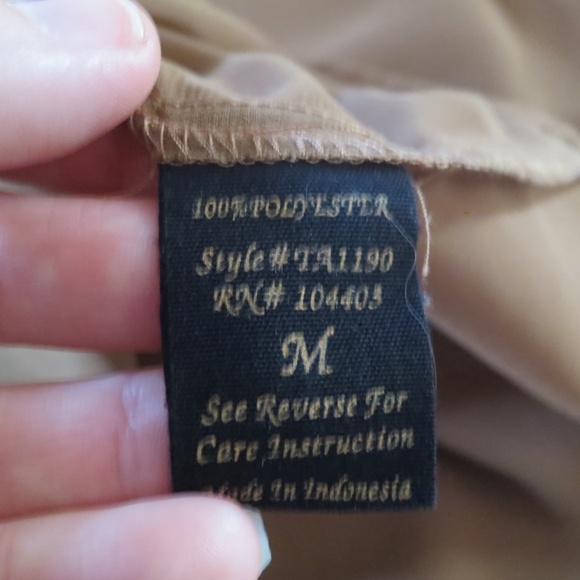 100% POLYESTER
Style# TA1190
RN# 104403
M
See Reverse For
Care Instruction
Made In Indonesia